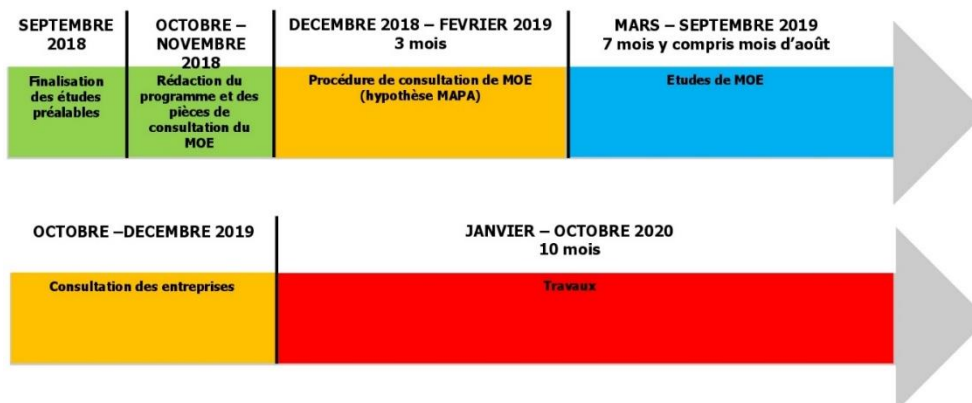 SEPTEMBRE
2018
OCTOBRE –
NOVEMBRE
2018
DECEMBRE 2018 – FEVRIER 2019
3 mois
MARS – SEPTEMBRE 2019
7 mois y compris mois d'août
Finalisation
des études
préalables
Rédaction du
programme et des
pièces de
consultation du
MOE
Procédure de consultation de MOE
(hypothèse MAPA)
Etudes de MOE
OCTOBRE –DECEMBRE 2019
JANVIER – OCTOBRE 2020
10 mois
Consultation des entreprises
Travaux